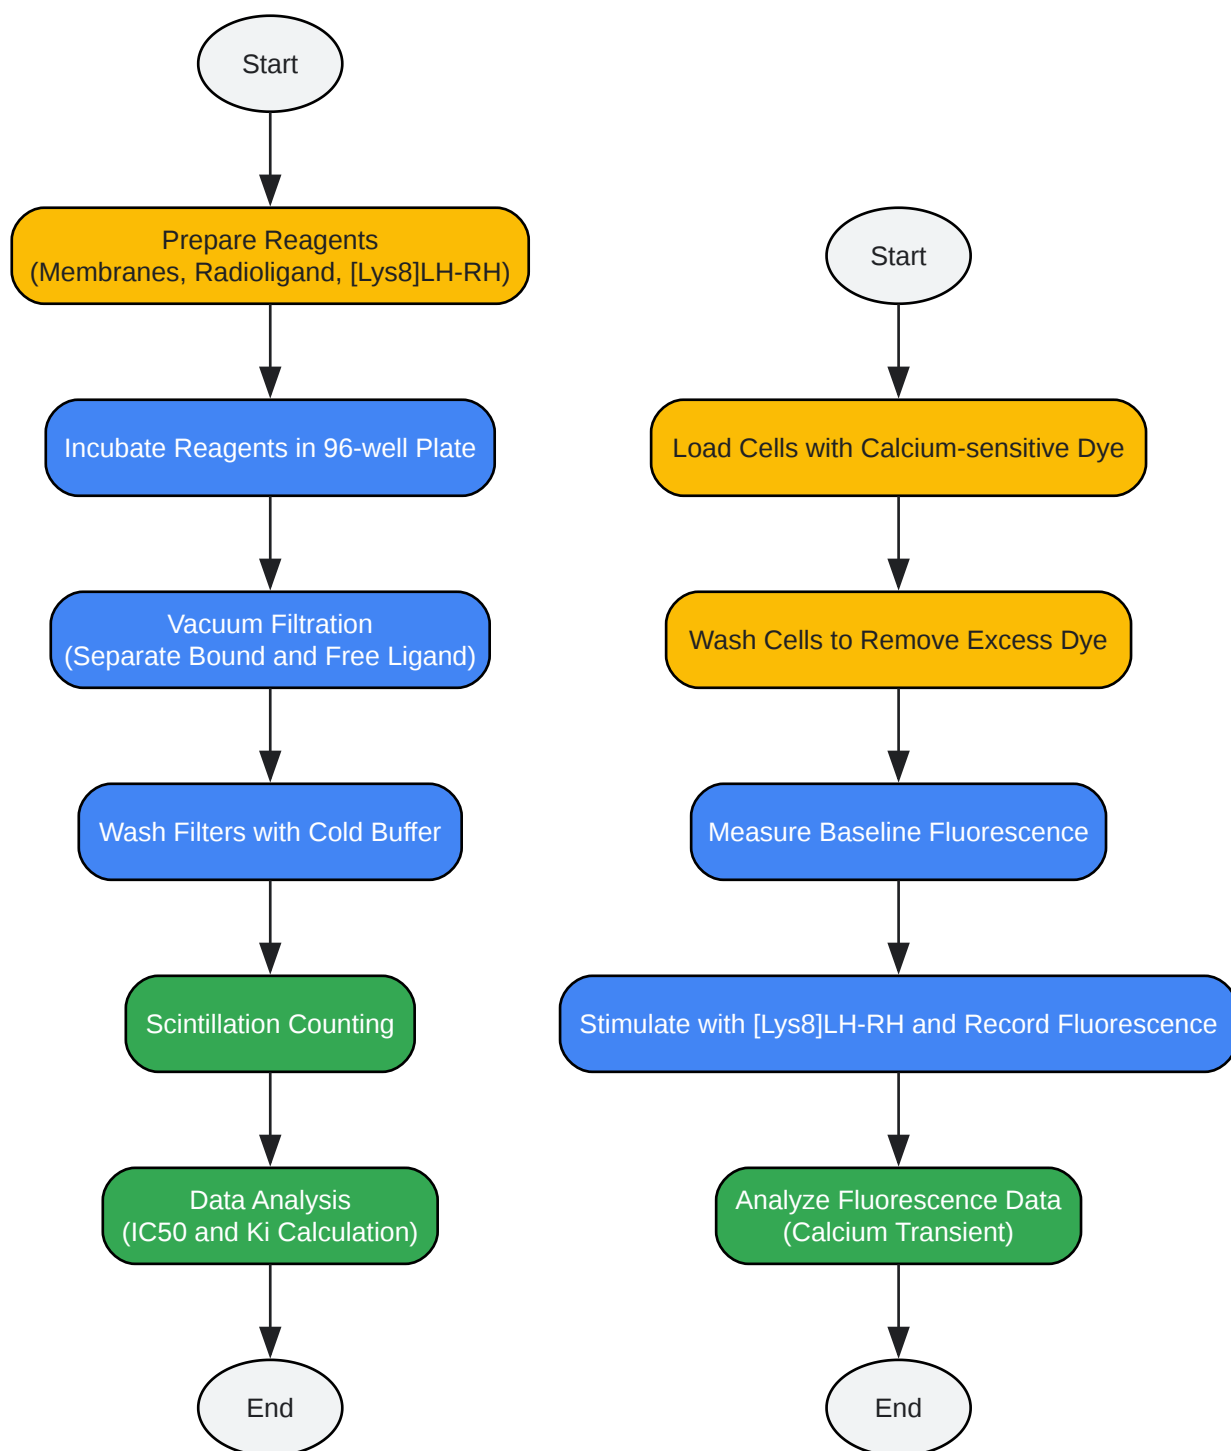 Start
Prepare Reagents
(Membranes, Radioligand, [Lys8]LH-RH)
Incubate Reagents in 96-well Plate
Vacuum Filtration
(Separate Bound and Free Ligand)
Wash Filters with Cold Buffer
Scintillation Counting
Data Analysis
(IC50 and Ki Calculation)
End
Start
Load Cells with Calcium-sensitive Dye
Wash Cells to Remove Excess Dye
Measure Baseline Fluorescence
Stimulate with [Lys8]LH-RH and Record Fluorescence
Analyze Fluorescence Data
(Calcium Transient)
End